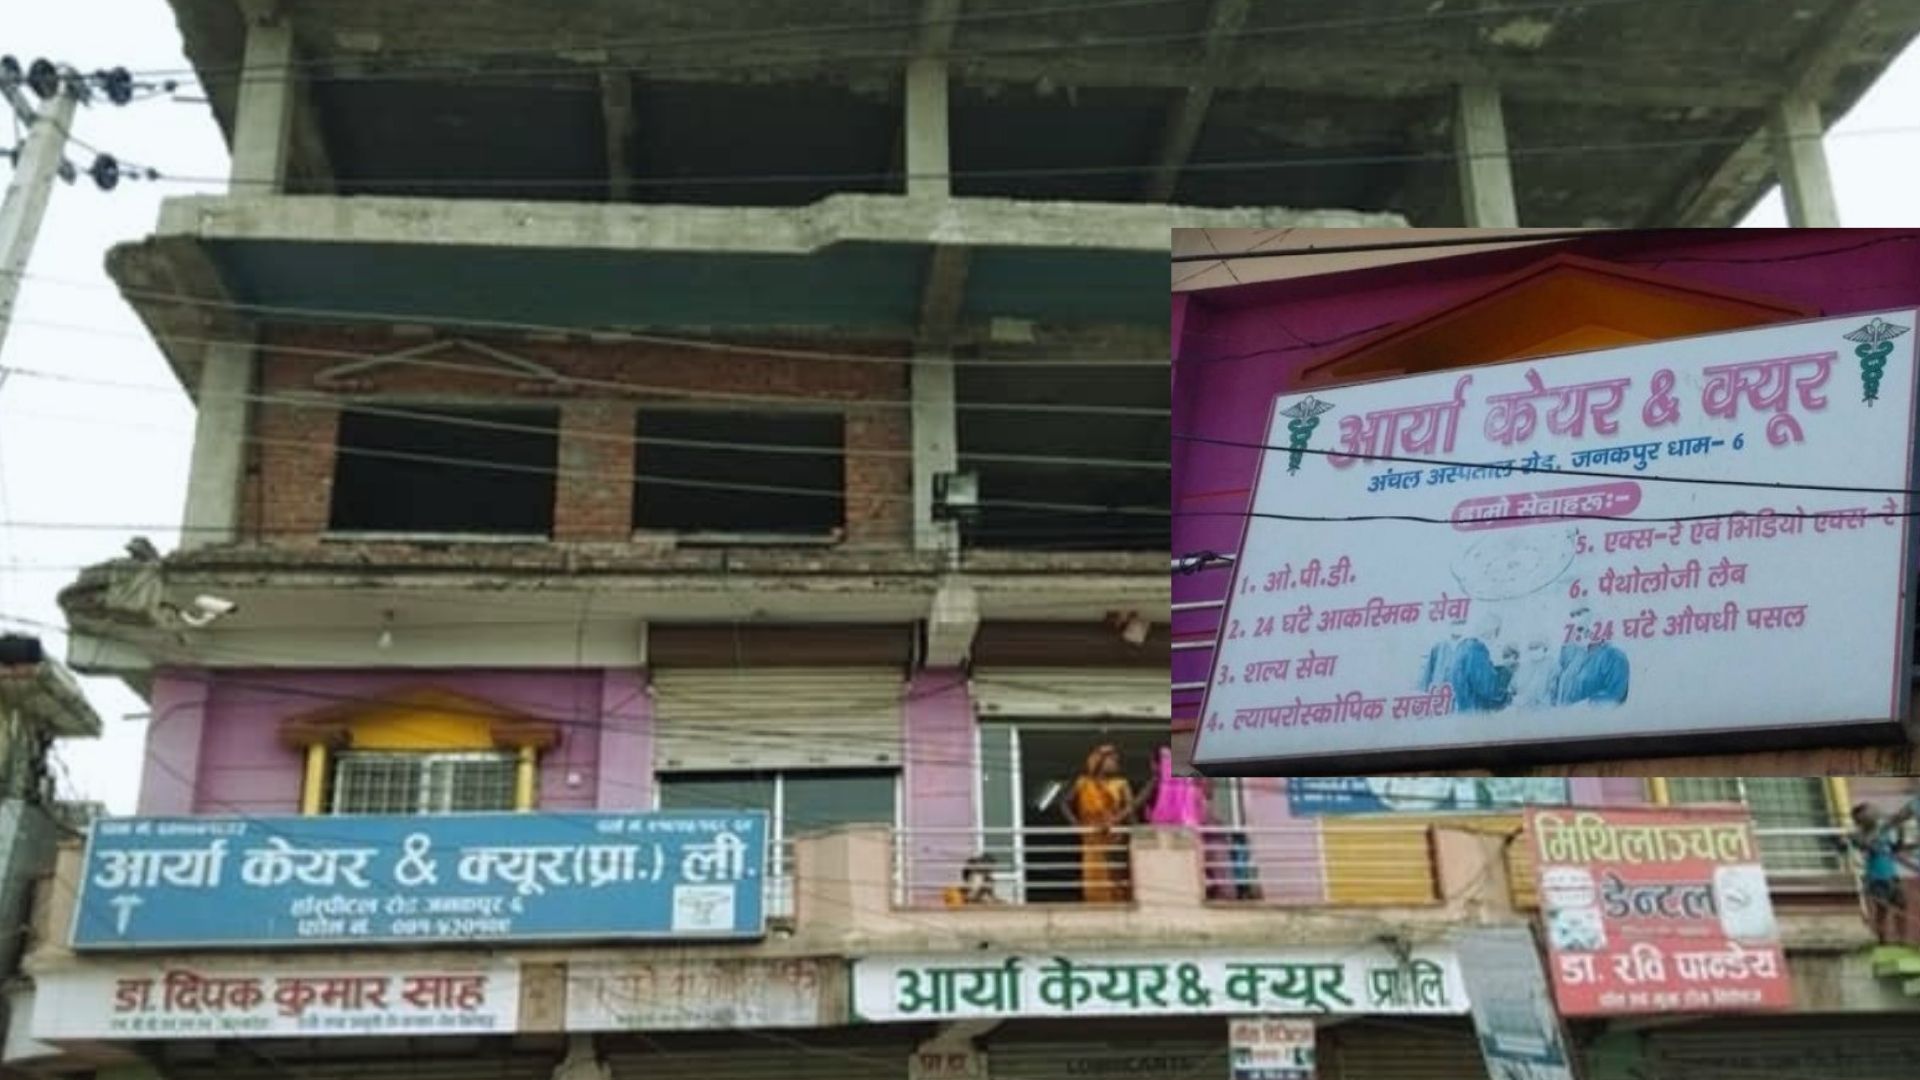 आर्या केयर & क्यूर
अंचल अस्पताल रोड, जनकपुर धाम- 6
हाम्रो सेवाहरू:-
1. ओ.पी.डी.
2. 24 घंटे आकस्मिक सेवा
3. शल्य सेवा
4. ल्यापरोस्कोपिक सर्जरी
5. एक्स-रे एवं भिडियो एक्स-रे
6. पैथोलोजी लैब
7. 24 घंटे औषधी पसल
आर्या केयर & क्यूर(प्रा.) ली.
हॉस्पीटल रोड जनकपुर ६
फोन नं.
डा. दिपक कुमार साह
आर्या केयर & क्यूर प्रा लि
मिथिलाञ्चल
डेन्टल
डा. रवि पान्डेय